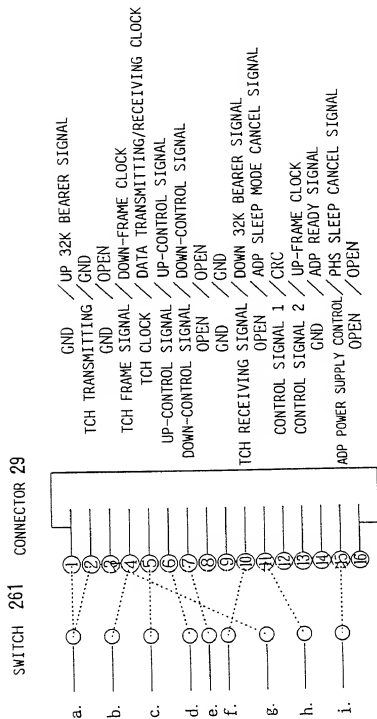 SWITCH 261
CONNECTOR 29
a.
b.
c.
d.
e.
f.
g.
h.
i.
1
2
3
4
5
6
7
8
9
10
11
12
13
14
15
16
GND / UP 32K BEARER SIGNAL
TCH TRANSMITTING / GND
GND / OPEN
TCH FRAME SIGNAL / DOWN-FRAME CLOCK
TCH CLOCK / DATA TRANSMITTING/RECEIVING CLOCK
UP-CONTROL SIGNAL / UP-CONTROL SIGNAL
DOWN-CONTROL SIGNAL / DOWN-CONTROL SIGNAL
OPEN / OPEN
GND / GND
TCH RECEIVING SIGNAL / DOWN 32K BEARER SIGNAL
OPEN / ADP SLEEP MODE CANCEL SIGNAL
CONTROL SIGNAL 1 / CRC
CONTROL SIGNAL 2 / UP-FRAME CLOCK
GND / ADP READY SIGNAL
ADP POWER SUPPLY CONTROL / PHS SLEEP CANCEL SIGNAL
/ OPEN